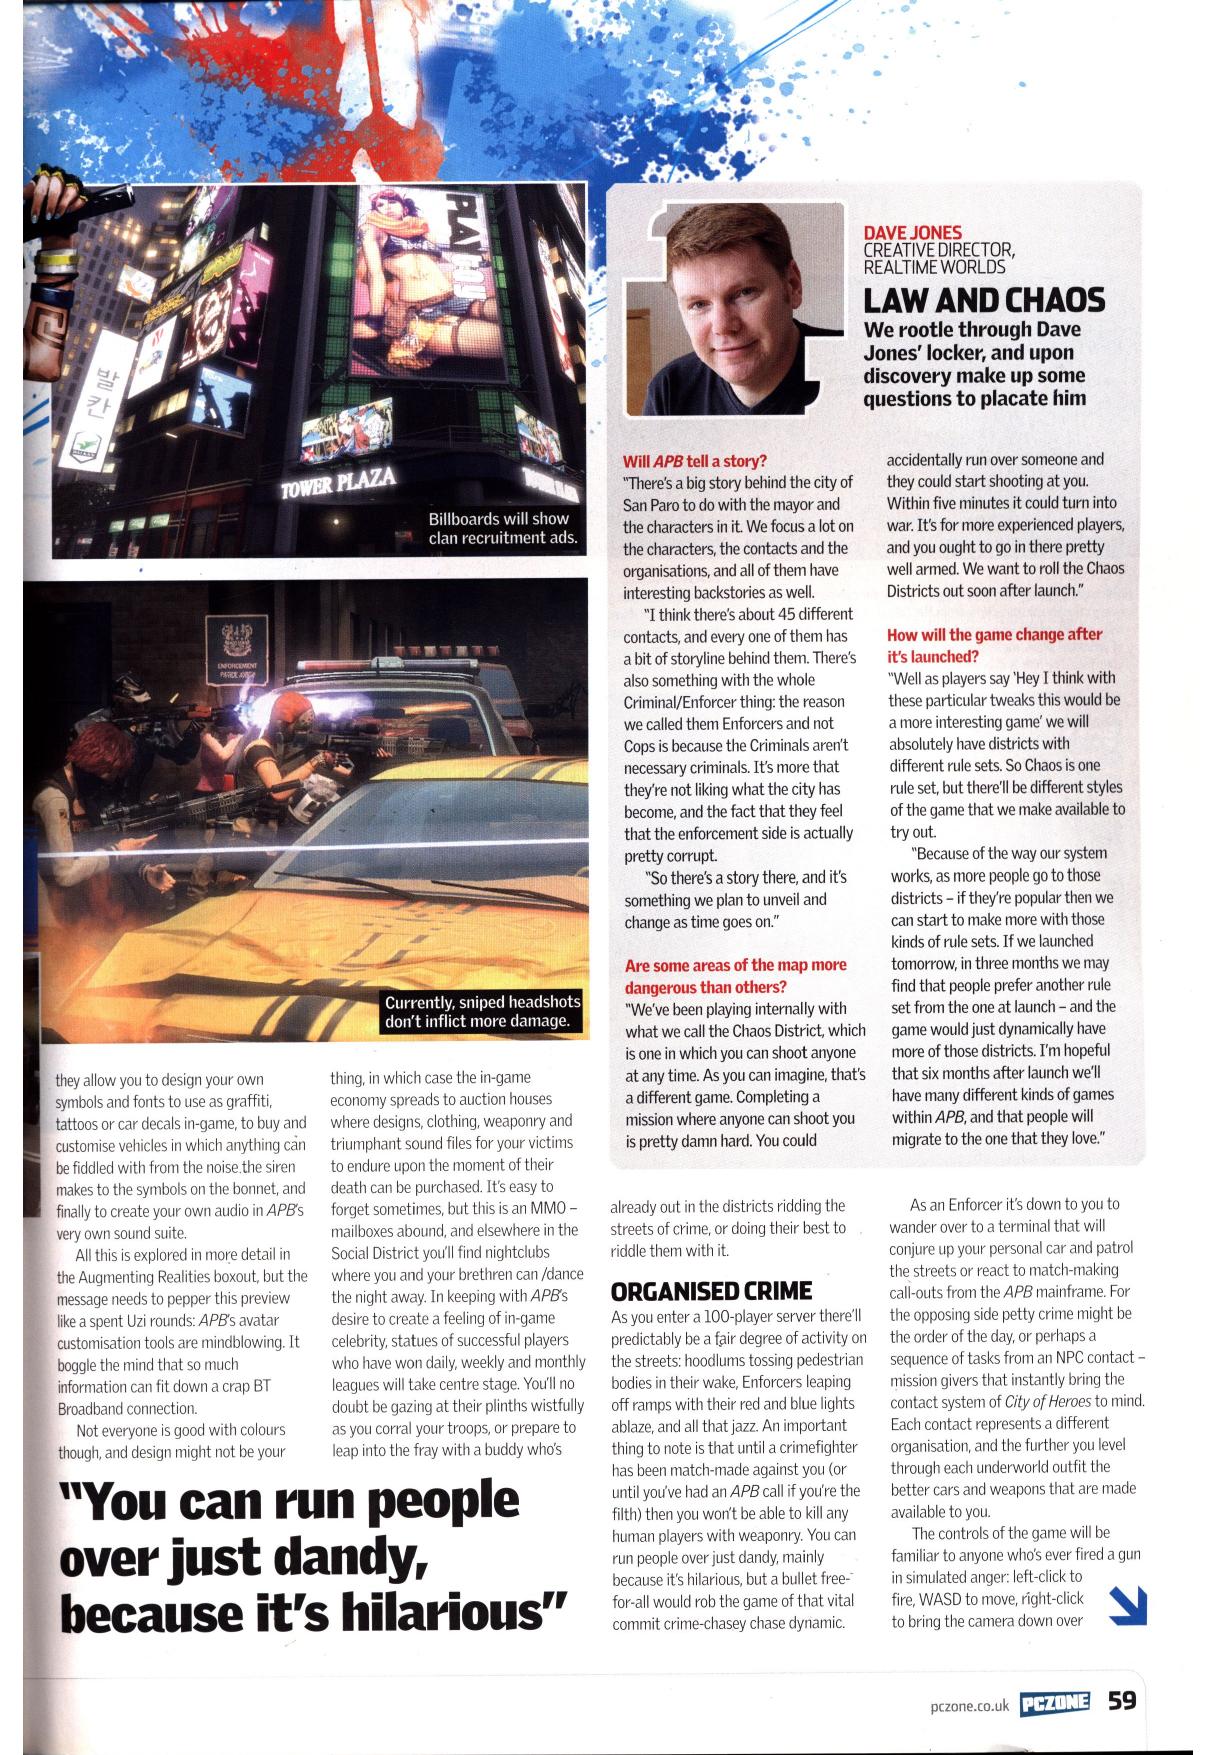 PLAY
발칸
TOWER PLAZA
Billboards will show
clan recruitment ads.
ENFORCEMENT
Currently, sniped headshots
don't inflict more damage.
they allow you to design your own
symbols and fonts to use as graffiti,
tattoos or car decals in-game, to buy and
customise vehicles in which anything can
be fiddled with from the noise the siren
makes to the symbols on the bonnet, and
finally to create your own audio in APB's
very own sound suite.
All this is explored in more detail in
the Augmenting Realities boxout, but the
message needs to pepper this preview
like a spent Uzi rounds: APB's avatar
customisation tools are mindblowing. It
boggle the mind that so much
information can fit down a crap BT
Broadband connection.
Not everyone is good with colours
though, and design might not be your
thing, in which case the in-game
economy spreads to auction houses
where designs, clothing, weaponry and
triumphant sound files for your victims
to endure upon the moment of their
death can be purchased. It's easy to
forget sometimes, but this is an MMO –
mailboxes abound, and elsewhere in the
Social District you'll find nightclubs
where you and your brethren can /dance
the night away. In keeping with APB's
desire to create a feeling of in-game
celebrity, statues of successful players
who have won daily, weekly and monthly
leagues will take centre stage. You'll no
doubt be gazing at their plinths wistfully
as you corral your troops, or prepare to
leap into the fray with a buddy who's
"You can run people
over just dandy,
because it's hilarious"
DAVE JONES
CREATIVE DIRECTOR,
REALTIME WORLDS
LAW AND CHAOS
We rootle through Dave
Jones' locker, and upon
discovery make up some
questions to placate him
Will APB tell a story?
"There's a big story behind the city of
San Paro to do with the mayor and
the characters in it. We focus a lot on
the characters, the contacts and the
organisations, and all of them have
interesting backstories as well.
"I think there's about 45 different
contacts, and every one of them has
a bit of storyline behind them. There's
also something with the whole
Criminal/Enforcer thing: the reason
we called them Enforcers and not
Cops is because the Criminals aren't
necessary criminals. It's more that
they're not liking what the city has
become, and the fact that they feel
that the enforcement side is actually
pretty corrupt.
"So there's a story there, and it's
something we plan to unveil and
change as time goes on."
Are some areas of the map more
dangerous than others?
"We've been playing internally with
what we call the Chaos District, which
is one in which you can shoot anyone
at any time. As you can imagine, that's
a different game. Completing a
mission where anyone can shoot you
is pretty damn hard. You could
accidentally run over someone and
they could start shooting at you.
Within five minutes it could turn into
war. It's for more experienced players,
and you ought to go in there pretty
well armed. We want to roll the Chaos
Districts out soon after launch."
How will the game change after
it's launched?
"Well as players say 'Hey I think with
these particular tweaks this would be
a more interesting game' we will
absolutely have districts with
different rule sets. So Chaos is one
rule set, but there'll be different styles
of the game that we make available to
try out.
"Because of the way our system
works, as more people go to those
districts – if they're popular then we
can start to make more with those
kinds of rule sets. If we launched
tomorrow, in three months we may
find that people prefer another rule
set from the one at launch – and the
game would just dynamically have
more of those districts. I'm hopeful
that six months after launch we'll
have many different kinds of games
within APB, and that people will
migrate to the one that they love."
already out in the districts ridding the
streets of crime, or doing their best to
riddle them with it.
ORGANISED CRIME
As you enter a 100-player server there'll
predictably be a fair degree of activity on
the streets: hoodlums tossing pedestrian
bodies in their wake, Enforcers leaping
off ramps with their red and blue lights
ablaze, and all that jazz. An important
thing to note is that until a crimefighter
has been match-made against you (or
until you've had an APB call if you're the
filth) then you won't be able to kill any
human players with weaponry. You can
run people over just dandy, mainly
because it's hilarious, but a bullet free-
for-all would rob the game of that vital
commit crime-chasey chase dynamic.
As an Enforcer it's down to you to
wander over to a terminal that will
conjure up your personal car and patrol
the streets or react to match-making
call-outs from the APB mainframe. For
the opposing side petty crime might be
the order of the day, or perhaps a
sequence of tasks from an NPC contact –
mission givers that instantly bring the
contact system of City of Heroes to mind.
Each contact represents a different
organisation, and the further you level
through each underworld outfit the
better cars and weapons that are made
available to you.
The controls of the game will be
familiar to anyone who's ever fired a gun
in simulated anger: left-click to
fire, WASD to move, right-click
to bring the camera down over
pczone.co.uk PCZONE 59